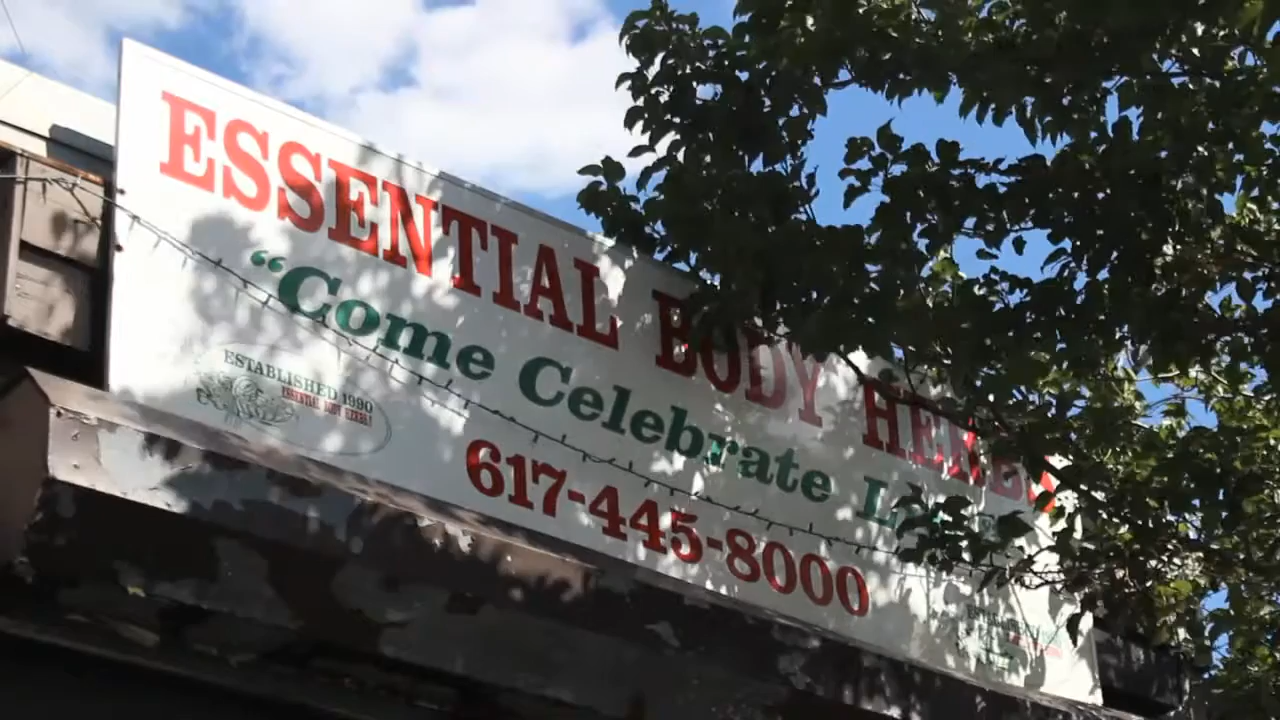 ESSENTIAL BODY HERBS
"Come Celebrate
ESTABLISHED 1990
ESSENTIAL BODY HERBS
617-445-8000